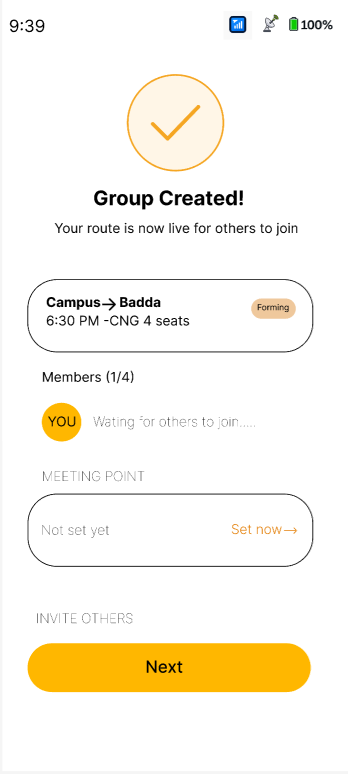 9:39
100%
Group Created!
Your route is now live for others to join
Campus→Badda
Forming
6:30 PM -CNG 4 seats
Members (1/4)
YOU
Wating for others to join.....
MEETING POINT
Not set yet
Set now→
INVITE OTHERS
Next